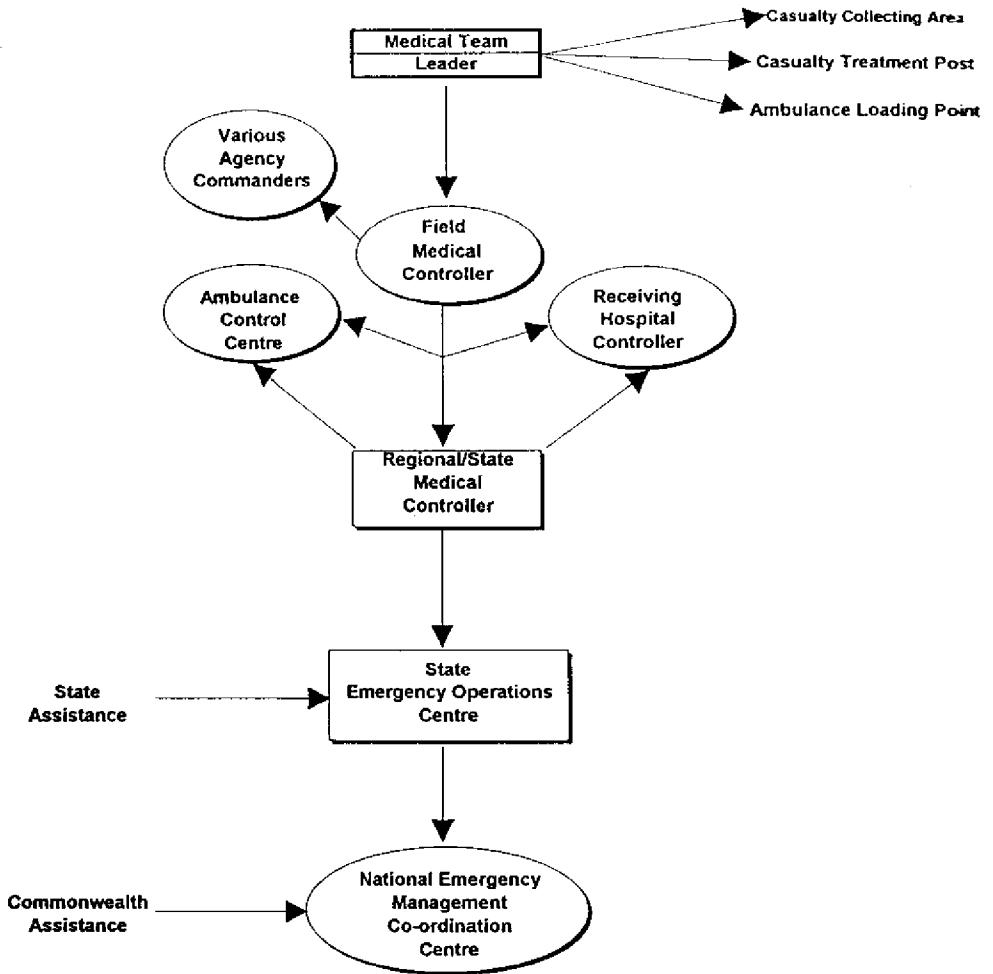 Casualty Collecting Area
Medical Team
Leader
Casualty Treatment Post
Ambulance Loading Point
Various
Agency
Commanders
Field
Medical
Controller
Ambulance
Control
Centre
Receiving
Hospital
Controller
Regional/State
Medical
Controller
State
Emergency Operations
Centre
State
Assistance
National Emergency
Management
Co-ordination
Centre
Commonwealth
Assistance